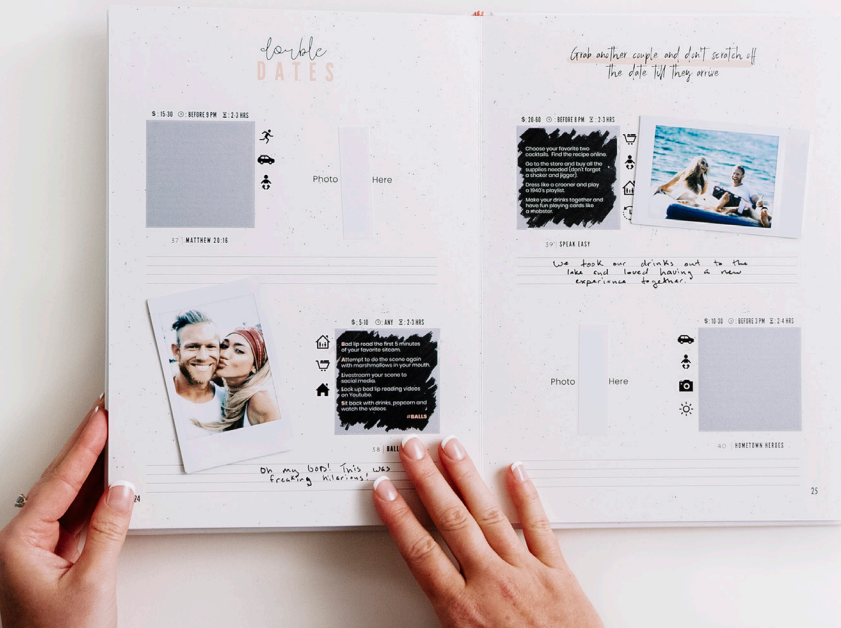 double
DATES
$: 15-30 : BEFORE 9 PM : 2-3 HRS
Photo Here
37 | MATTHEW 20:16
$: 5-10 : ANY : 2-3 HRS
Bad lip read the first 5 minutes
of your favorite sitcom.
Attempt to do the scene again
with marshmallows in your mouth.
Livestream your scene to
social media.
Look up bad lip reading videos
on Youtube.
Sit back with drinks, popcorn and
watch the videos.
#BALLS
38 | BALL
Oh my gosh! This was
freaking hilarious!
24
Grab another couple and don't scratch off
the date till they arrive
$: 30-60 : BEFORE 8 PM : 2-3 HRS
Choose your favorite two
cocktails. Find the recipe online.
Go to the store and buy all the
supplies needed (don't forget
a shaker and jigger).
Dress like a crooner and play
a 1940's playlist.
Make your drinks together and
have fun playing cards like
a mobster.
39 | SPEAK EASY
We took our drinks out to the
lake and loved having a new
experience together.
$: 10-30 : BEFORE 3 PM : 2-4 HRS
Photo Here
40 | HOMETOWN HEROES
25